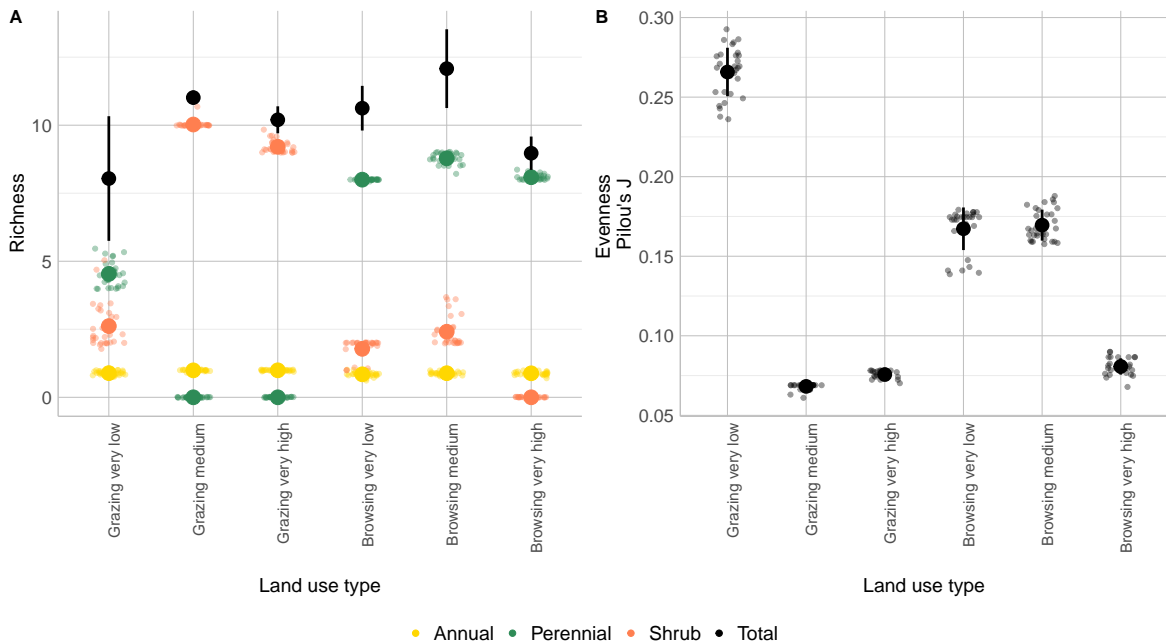 A
Richness
10
5
0
Grazing very low
Grazing medium
Grazing very high
Browsing very low
Browsing medium
Browsing very high
Land use type
B
Evenness
Pilou's J
0.30
0.25
0.20
0.15
0.10
0.05
Grazing very low
Grazing medium
Grazing very high
Browsing very low
Browsing medium
Browsing very high
Land use type
Annual Perennial Shrub Total